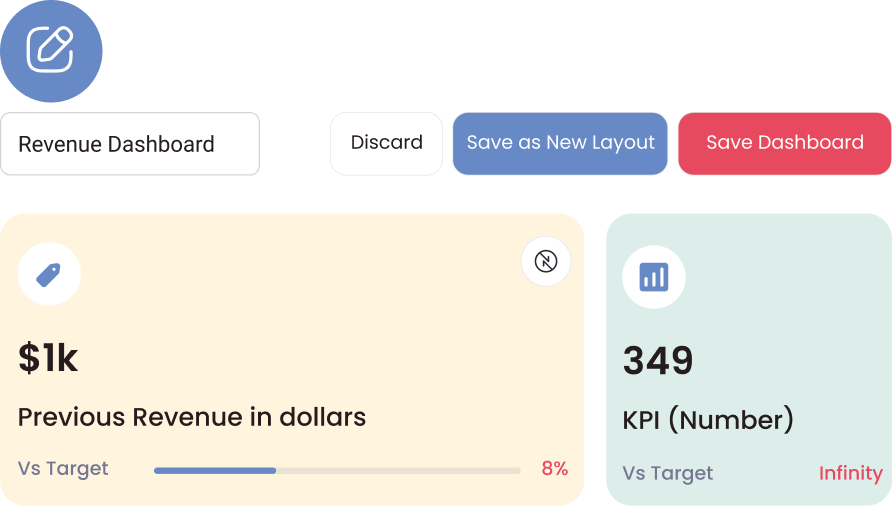 Revenue Dashboard
Discard
Save as New Layout
Save Dashboard
$1k
Previous Revenue in dollars
Vs Target
8%
349
KPI (Number)
Vs Target
Infinity